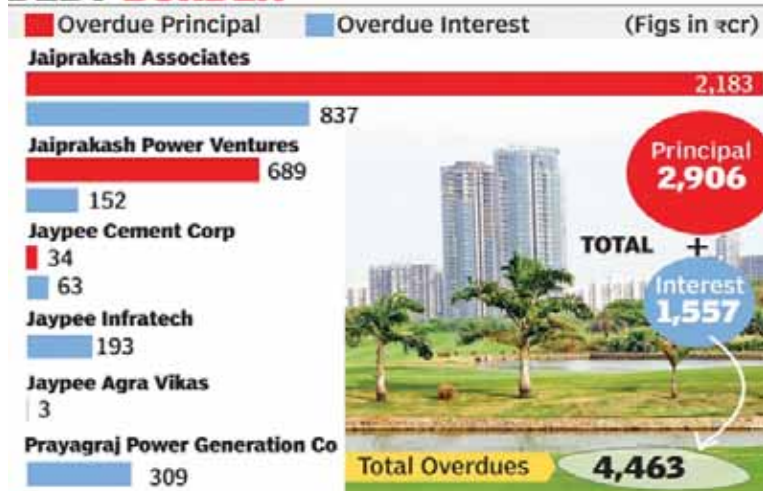 Overdue Principal Overdue Interest (Figs in ₹cr)
Jaiprakash Associates
2,183
837
Jaiprakash Power Ventures
689
152
Jaypee Cement Corp
34
63
Jaypee Infratech
193
Jaypee Agra Vikas
3
Prayagraj Power Generation Co
309
Principal
2,906
TOTAL +
Interest
1,557
Total Overdues 4,463